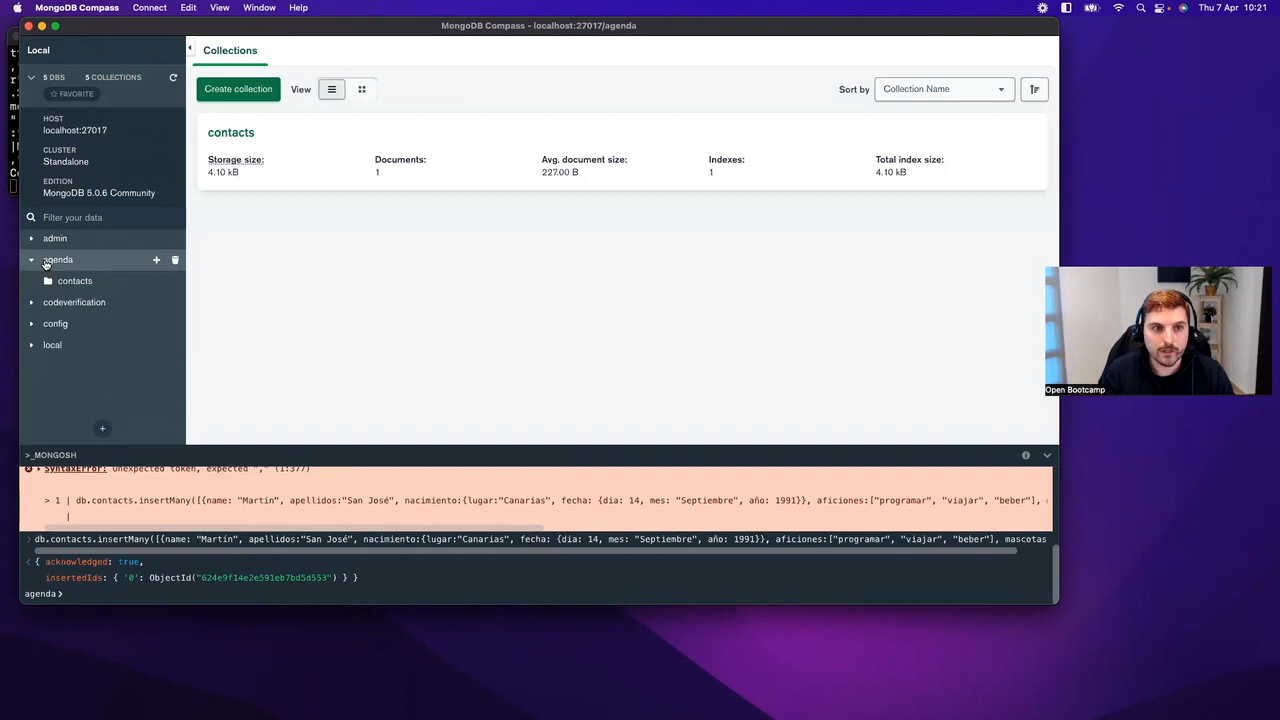 MongoDB Compass Connect Edit View Window Help Thu 7 Apr 10:21
MongoDB Compass - localhost:27017/agenda
Local
5 DBS 5 COLLECTIONS
☆ FAVORITE
HOST
localhost:27017
CLUSTER
Standalone
EDITION
MongoDB 5.0.6 Community
Filter your data
admin
agenda
contacts
codeverification
config
local
Collections
Create collection View Sort by Collection Name
contacts
Storage size: Documents: Avg. document size: Indexes: Total index size:
4.10 kB 1 227.00 B 1 4.10 kB
Open Bootcamp
>_MONGOSH
SyntaxError: Unexpected token, expected "," (1:377)
> 1 | db.contacts.insertMany([{name: "Martín", apellidos:"San José", nacimiento:{lugar:"Canarias", fecha: {dia: 14, mes: "Septiembre", año: 1991}}, aficiones:["programar", "viajar", "beber"],
|
db.contacts.insertMany([{name: "Martín", apellidos:"San José", nacimiento:{lugar:"Canarias", fecha: {dia: 14, mes: "Septiembre", año: 1991}}, aficiones:["programar", "viajar", "beber"], mascotas
{ acknowledged: true,
insertedIds: { '0': ObjectId("624e9f14e2e591eb7bd5d553") } }
agenda>